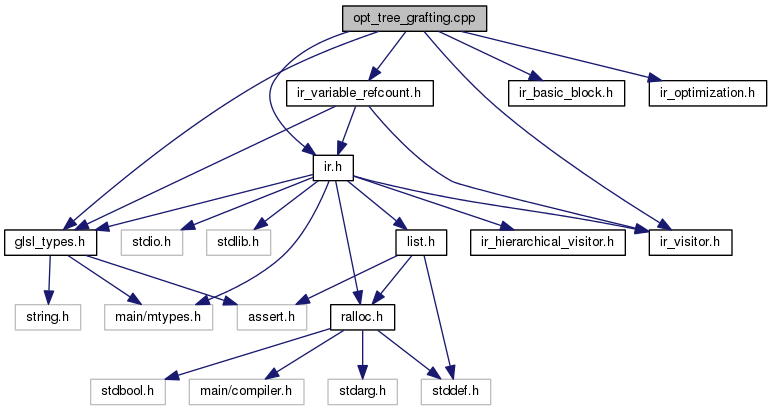 opt_tree_grafting.cpp
ir_variable_refcount.h
ir_basic_block.h
ir_optimization.h
ir.h
glsl_types.h
stdio.h
stdlib.h
list.h
ir_hierarchical_visitor.h
ir_visitor.h
string.h
main/mtypes.h
assert.h
ralloc.h
stdbool.h
main/compiler.h
stdarg.h
stddef.h